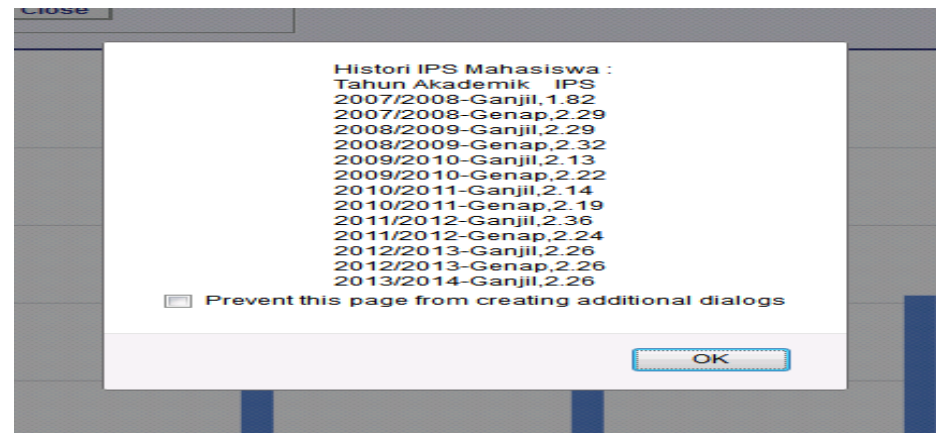 Close
Histori IPS Mahasiswa :
Tahun Akademik IPS
2007/2008-Ganjil,1.82
2007/2008-Genap,2.29
2008/2009-Ganjil,2.29
2008/2009-Genap,2.32
2009/2010-Ganjil,2.13
2009/2010-Genap,2.22
2010/2011-Ganjil,2.14
2010/2011-Genap,2.19
2011/2012-Ganjil,2.36
2011/2012-Genap,2.24
2012/2013-Ganjil,2.26
2012/2013-Genap,2.26
2013/2014-Ganjil,2.26
Prevent this page from creating additional dialogs
OK